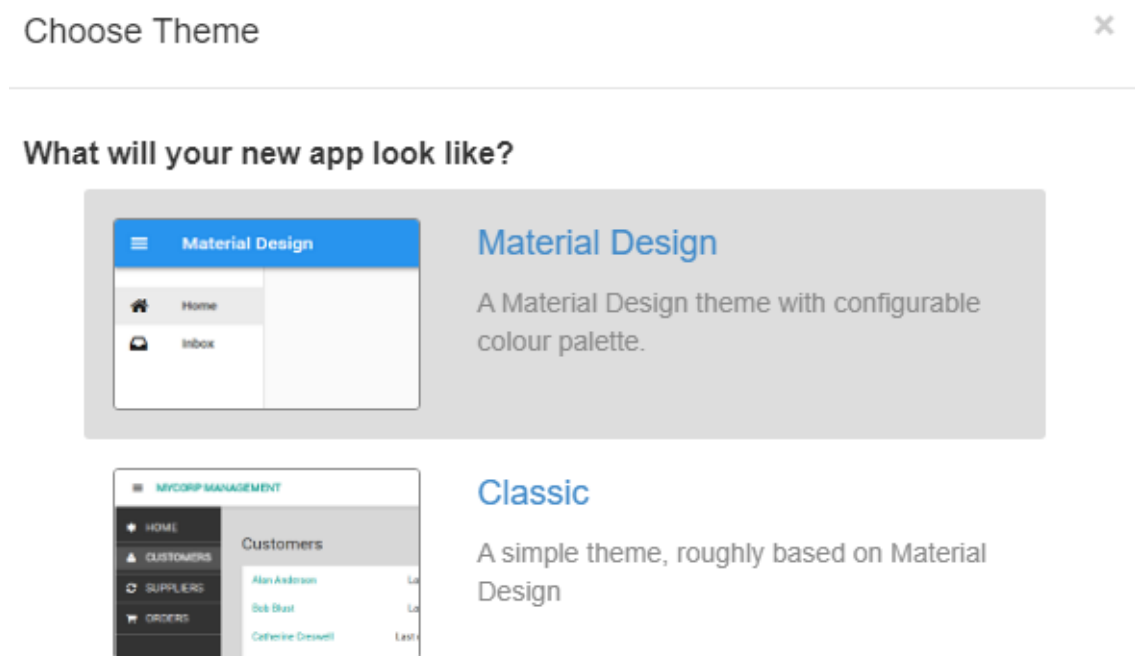 Choose Theme
×
What will your new app look like?
Material Design
Home
Inbox
Material Design
A Material Design theme with configurable
colour palette.
MYCORP MANAGEMENT
HOME
CUSTOMERS
SUPPLIERS
ORDERS
Customers
Alan Anderson
Bob Blust
Catherine Creswell
Last
Classic
A simple theme, roughly based on Material
Design